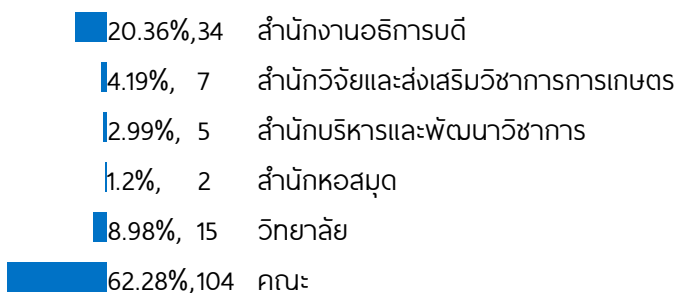 20.36%,34 สำนักงานอธิการบดี
4.19%, 7 สำนักวิจัยและส่งเสริมวิชาการการเกษตร
2.99%, 5 สำนักบริหารและพัฒนาวิชาการ
1.2%, 2 สำนักหอสมุด
8.98%, 15 วิทยาลัย
62.28%,104 คณะ